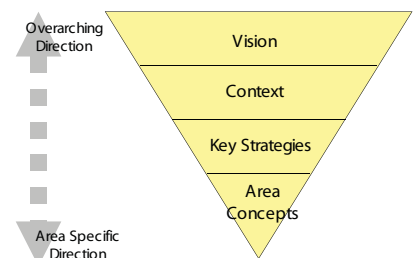 Overarching
Direction
Vision
Context
Key Strategies
Area
Concepts
Area Specific
Direction